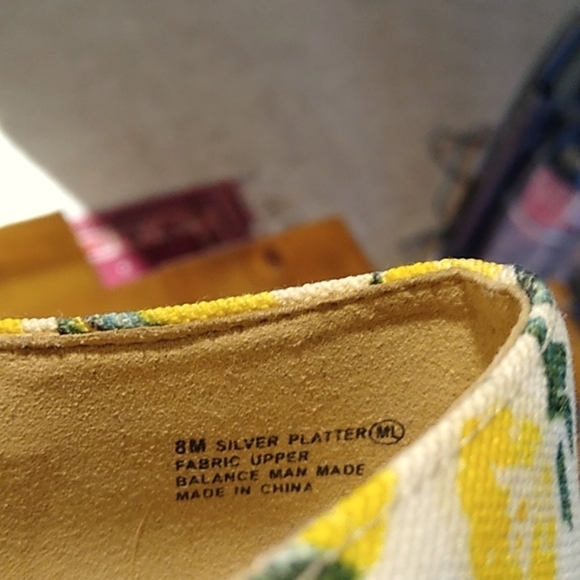 8M SILVER PLATTER ML
FABRIC UPPER
BALANCE MAN MADE
MADE IN CHINA